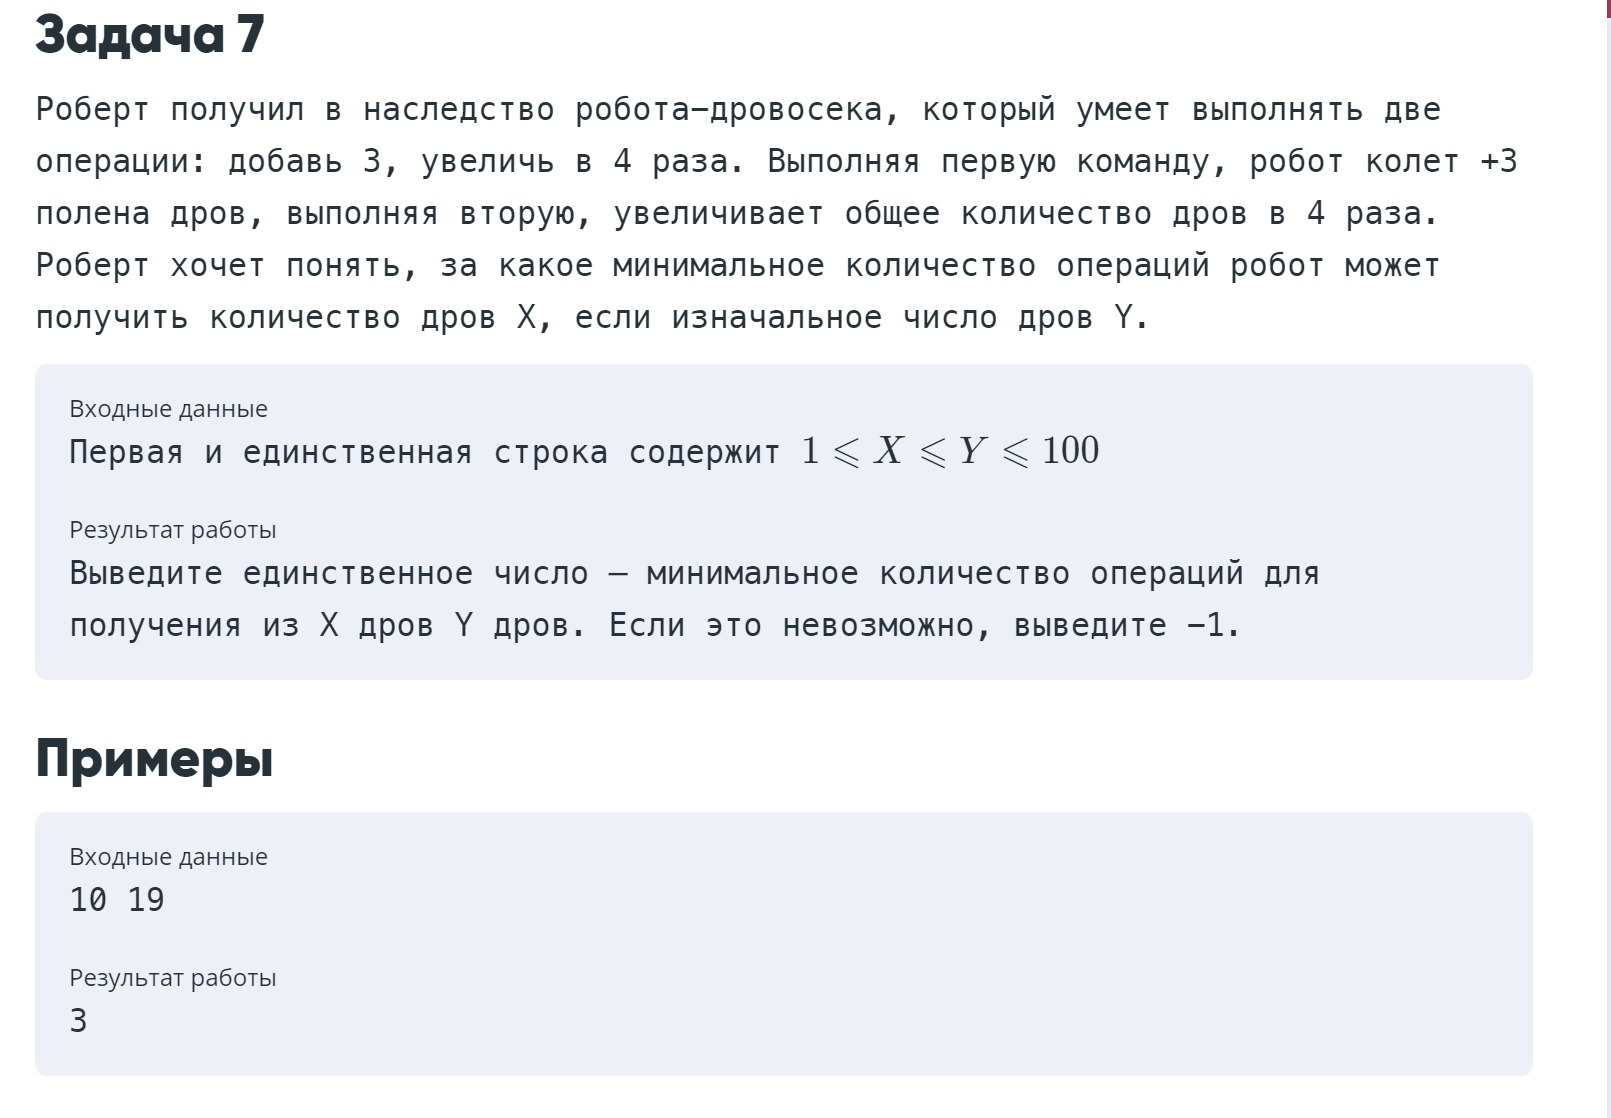 Задача 7
Роберт получил в наследство робота-дровосека, который умеет выполнять две
операции: добавь 3, увеличь в 4 раза. Выполняя первую команду, робот колет +3
полена дров, выполняя вторую, увеличивает общее количество дров в 4 раза.
Роберт хочет понять, за какое минимальное количество операций робот может
получить количество дров X, если изначальное число дров Y.
Входные данные
Первая и единственная строка содержит 1 ⩽ X ⩽ Y ⩽ 100
Результат работы
Выведите единственное число — минимальное количество операций для
получения из X дров Y дров. Если это невозможно, выведите -1.
Примеры
Входные данные
10 19
Результат работы
3